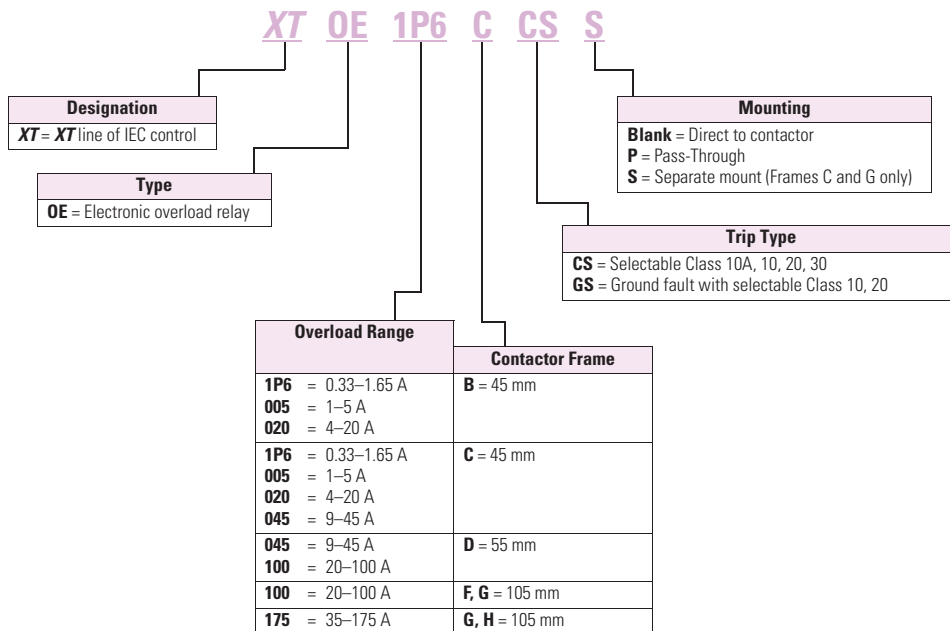 XT OE 1P6 C CS S
Designation
XT = XT line of IEC control
Type
OE = Electronic overload relay
Mounting
Blank = Direct to contactor
P = Pass-Through
S = Separate mount (Frames C and G only)
Trip Type
CS = Selectable Class 10A, 10, 20, 30
GS = Ground fault with selectable Class 10, 20
Overload Range
Contactor Frame
1P6 = 0.33–1.65 A B = 45 mm
005 = 1–5 A
020 = 4–20 A
1P6 = 0.33–1.65 A C = 45 mm
005 = 1–5 A
020 = 4–20 A
045 = 9–45 A
045 = 9–45 A D = 55 mm
100 = 20–100 A
100 = 20–100 A F, G = 105 mm
175 = 35–175 A G, H = 105 mm